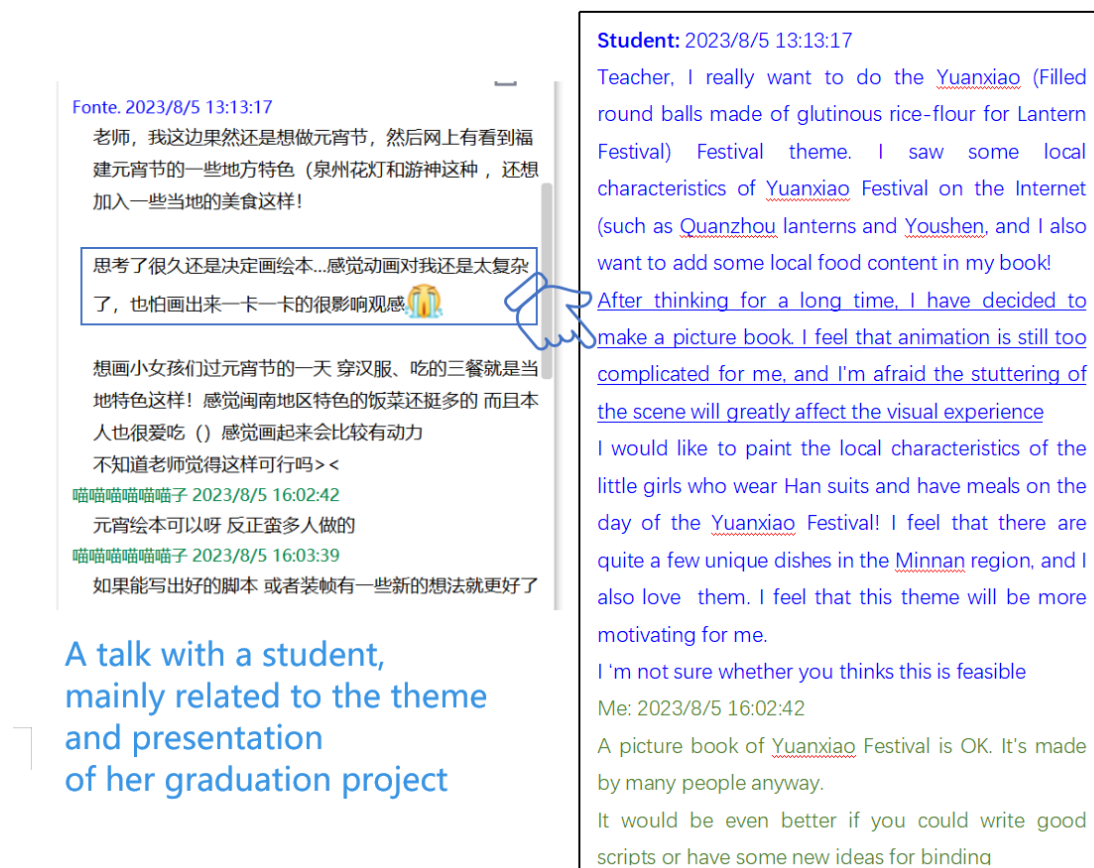 Fonte. 2023/8/5 13:13:17
老师，我这边果然还是想做元宵节，然后网上有看到福
建元宵节的一些地方特色（泉州花灯和游神这种 ，还想
加入一些当地的美食这样！
思考了很久还是决定画绘本...感觉动画对我还是太复杂
了，也怕画出来一卡一卡的很影响观感😭
想画小女孩们过元宵节的一天 穿汉服、吃的三餐就是当
地特色这样！感觉闽南地区特色的饭菜还挺多的 而且本
人也很爱吃（）感觉画起来会比较有动力
不知道老师觉得这样可行吗> <
喵喵喵喵喵喵子 2023/8/5 16:02:42
元宵绘本可以呀 反正蛮多人做的
喵喵喵喵喵喵子 2023/8/5 16:03:39
如果能写出好的脚本 或者装帧有一些新的想法就更好了
A talk with a student,
mainly related to the theme
and presentation
of her graduation project
Student: 2023/8/5 13:13:17
Teacher, I really want to do the Yuanxiao (Filled
round balls made of glutinous rice-flour for Lantern
Festival) Festival theme. I saw some local
characteristics of Yuanxiao Festival on the Internet
(such as Quanzhou lanterns and Youshen, and I also
want to add some local food content in my book!
After thinking for a long time, I have decided to
make a picture book. I feel that animation is still too
complicated for me, and I'm afraid the stuttering of
the scene will greatly affect the visual experience
I would like to paint the local characteristics of the
little girls who wear Han suits and have meals on the
day of the Yuanxiao Festival! I feel that there are
quite a few unique dishes in the Minnan region, and I
also love them. I feel that this theme will be more
motivating for me.
I 'm not sure whether you thinks this is feasible
Me: 2023/8/5 16:02:42
A picture book of Yuanxiao Festival is OK. It's made
by many people anyway.
It would be even better if you could write good
scripts or have some new ideas for binding